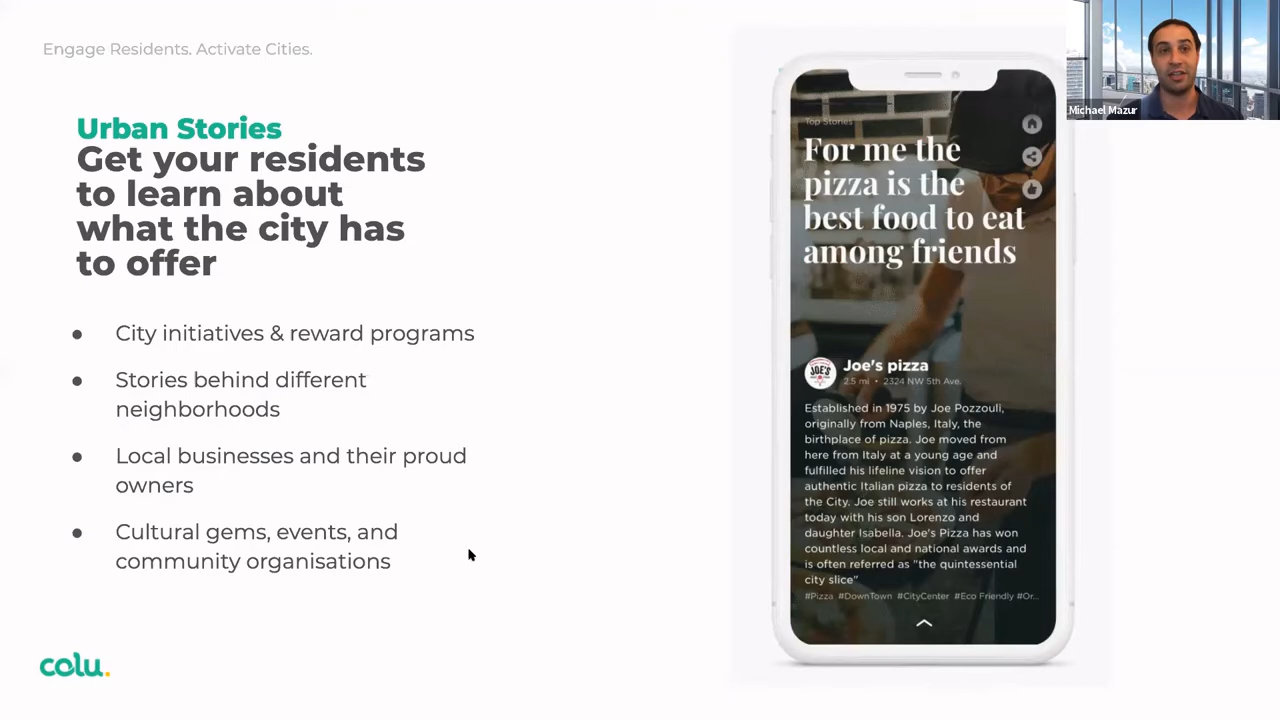 Engage Residents. Activate Cities.
Urban Stories
Get your residents
to learn about
what the city has
to offer
● City initiatives & reward programs
● Stories behind different
neighborhoods
● Local businesses and their proud
owners
● Cultural gems, events, and
community organisations
colu.
Top Stories
For me the
pizza is the
best food to eat
among friends
JOE'S
Joe's pizza
2.5 mi • 2324 NW 5th Ave.
Established in 1975 by Joe Pozzouli,
originally from Naples, Italy, the
birthplace of pizza. Joe moved from
here from Italy at a young age and
fulfilled his lifeline vision to offer
authentic Italian pizza to residents of
the City. Joe still works at his restaurant
today with his son Lorenzo and
daughter Isabella. Joe's Pizza has won
countless local and national awards and
is often referred as "the quintessential
city slice"
#Pizza #DownTown #CityCenter #Eco Friendly #Or...
Michael Mazur